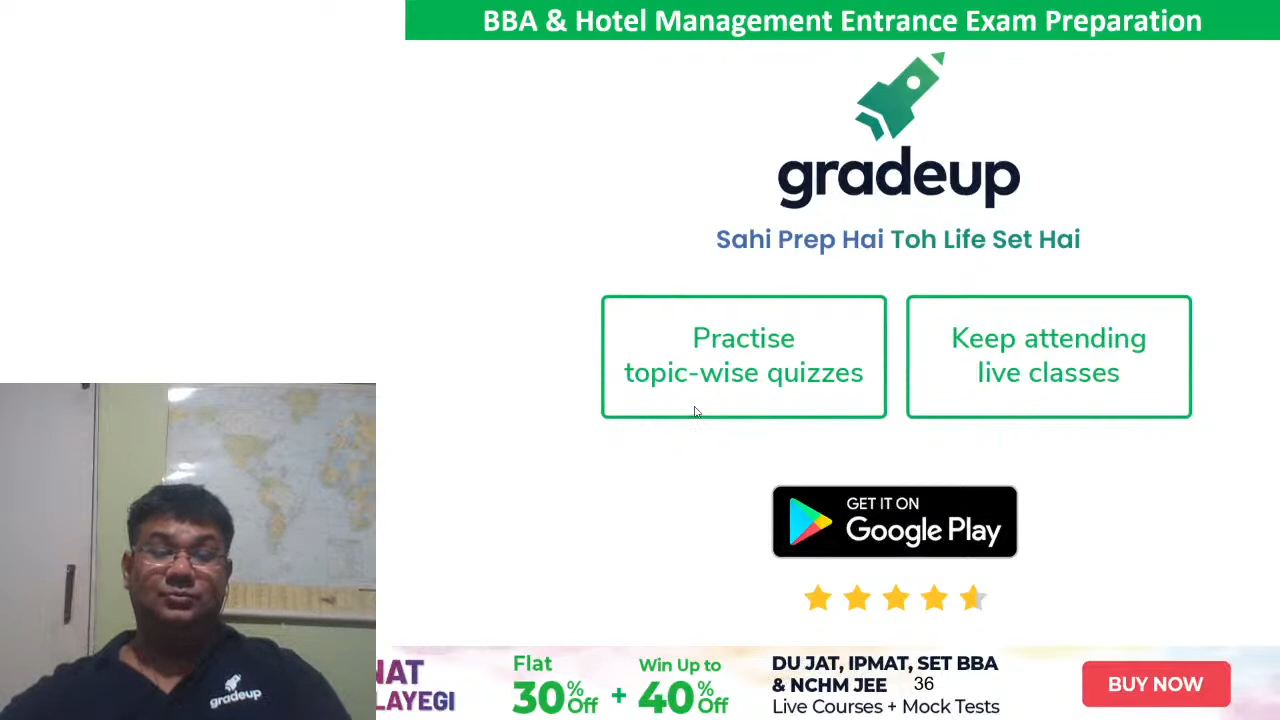 BBA & Hotel Management Entrance Exam Preparation
gradeup
Sahi Prep Hai Toh Life Set Hai
Practise
topic-wise quizzes
Keep attending
live classes
GET IT ON
Google Play
gradeup
NAT
LAYEGI
Flat
30% Off
+
Win Up to
40% Off
DU JAT, IPMAT, SET BBA
& NCHM JEE
36
Live Courses + Mock Tests
BUY NOW